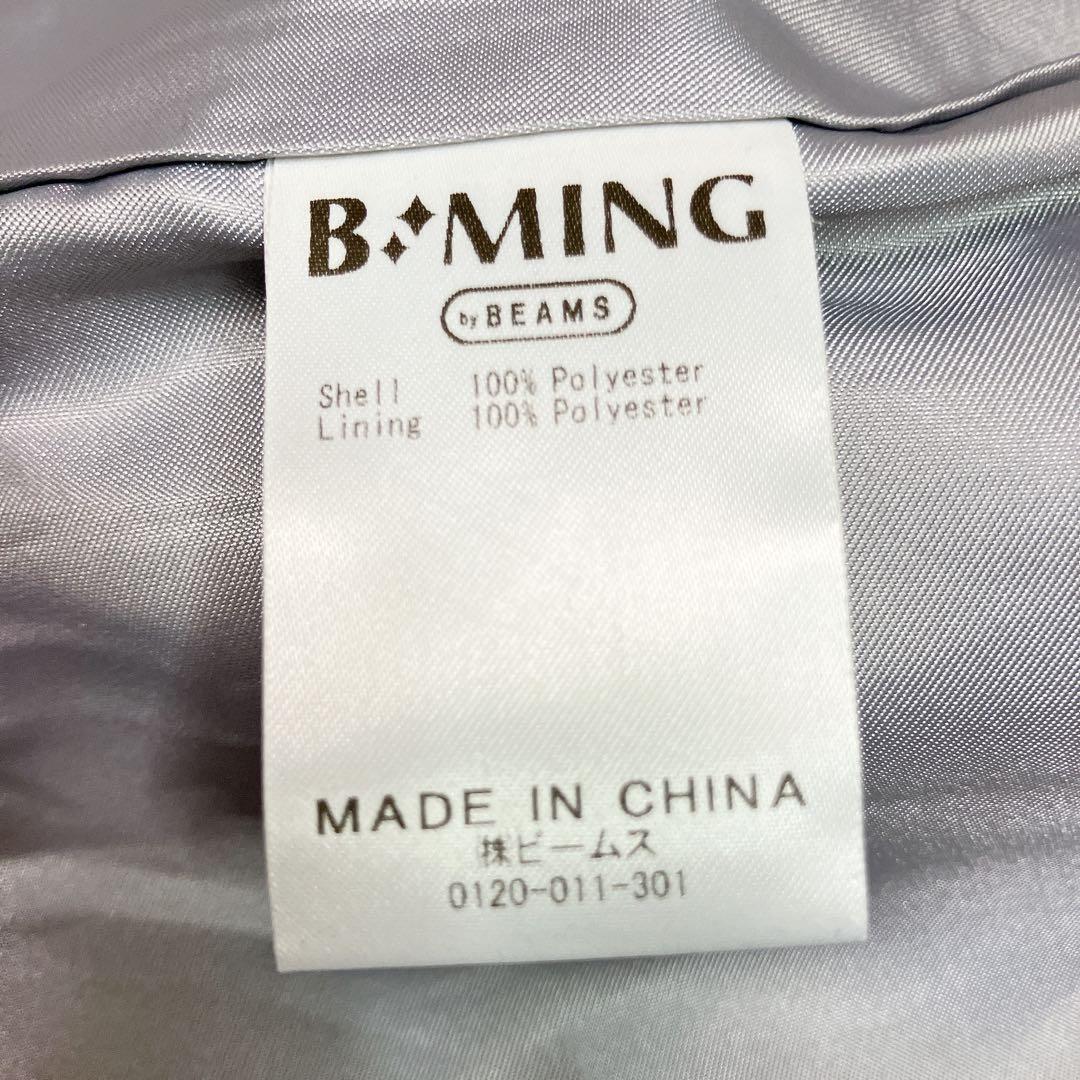 B MING
by BEAMS
Shell 100% Polyester
Lining 100% Polyester
MADE IN CHINA
㈱ビームス
0120-011-301